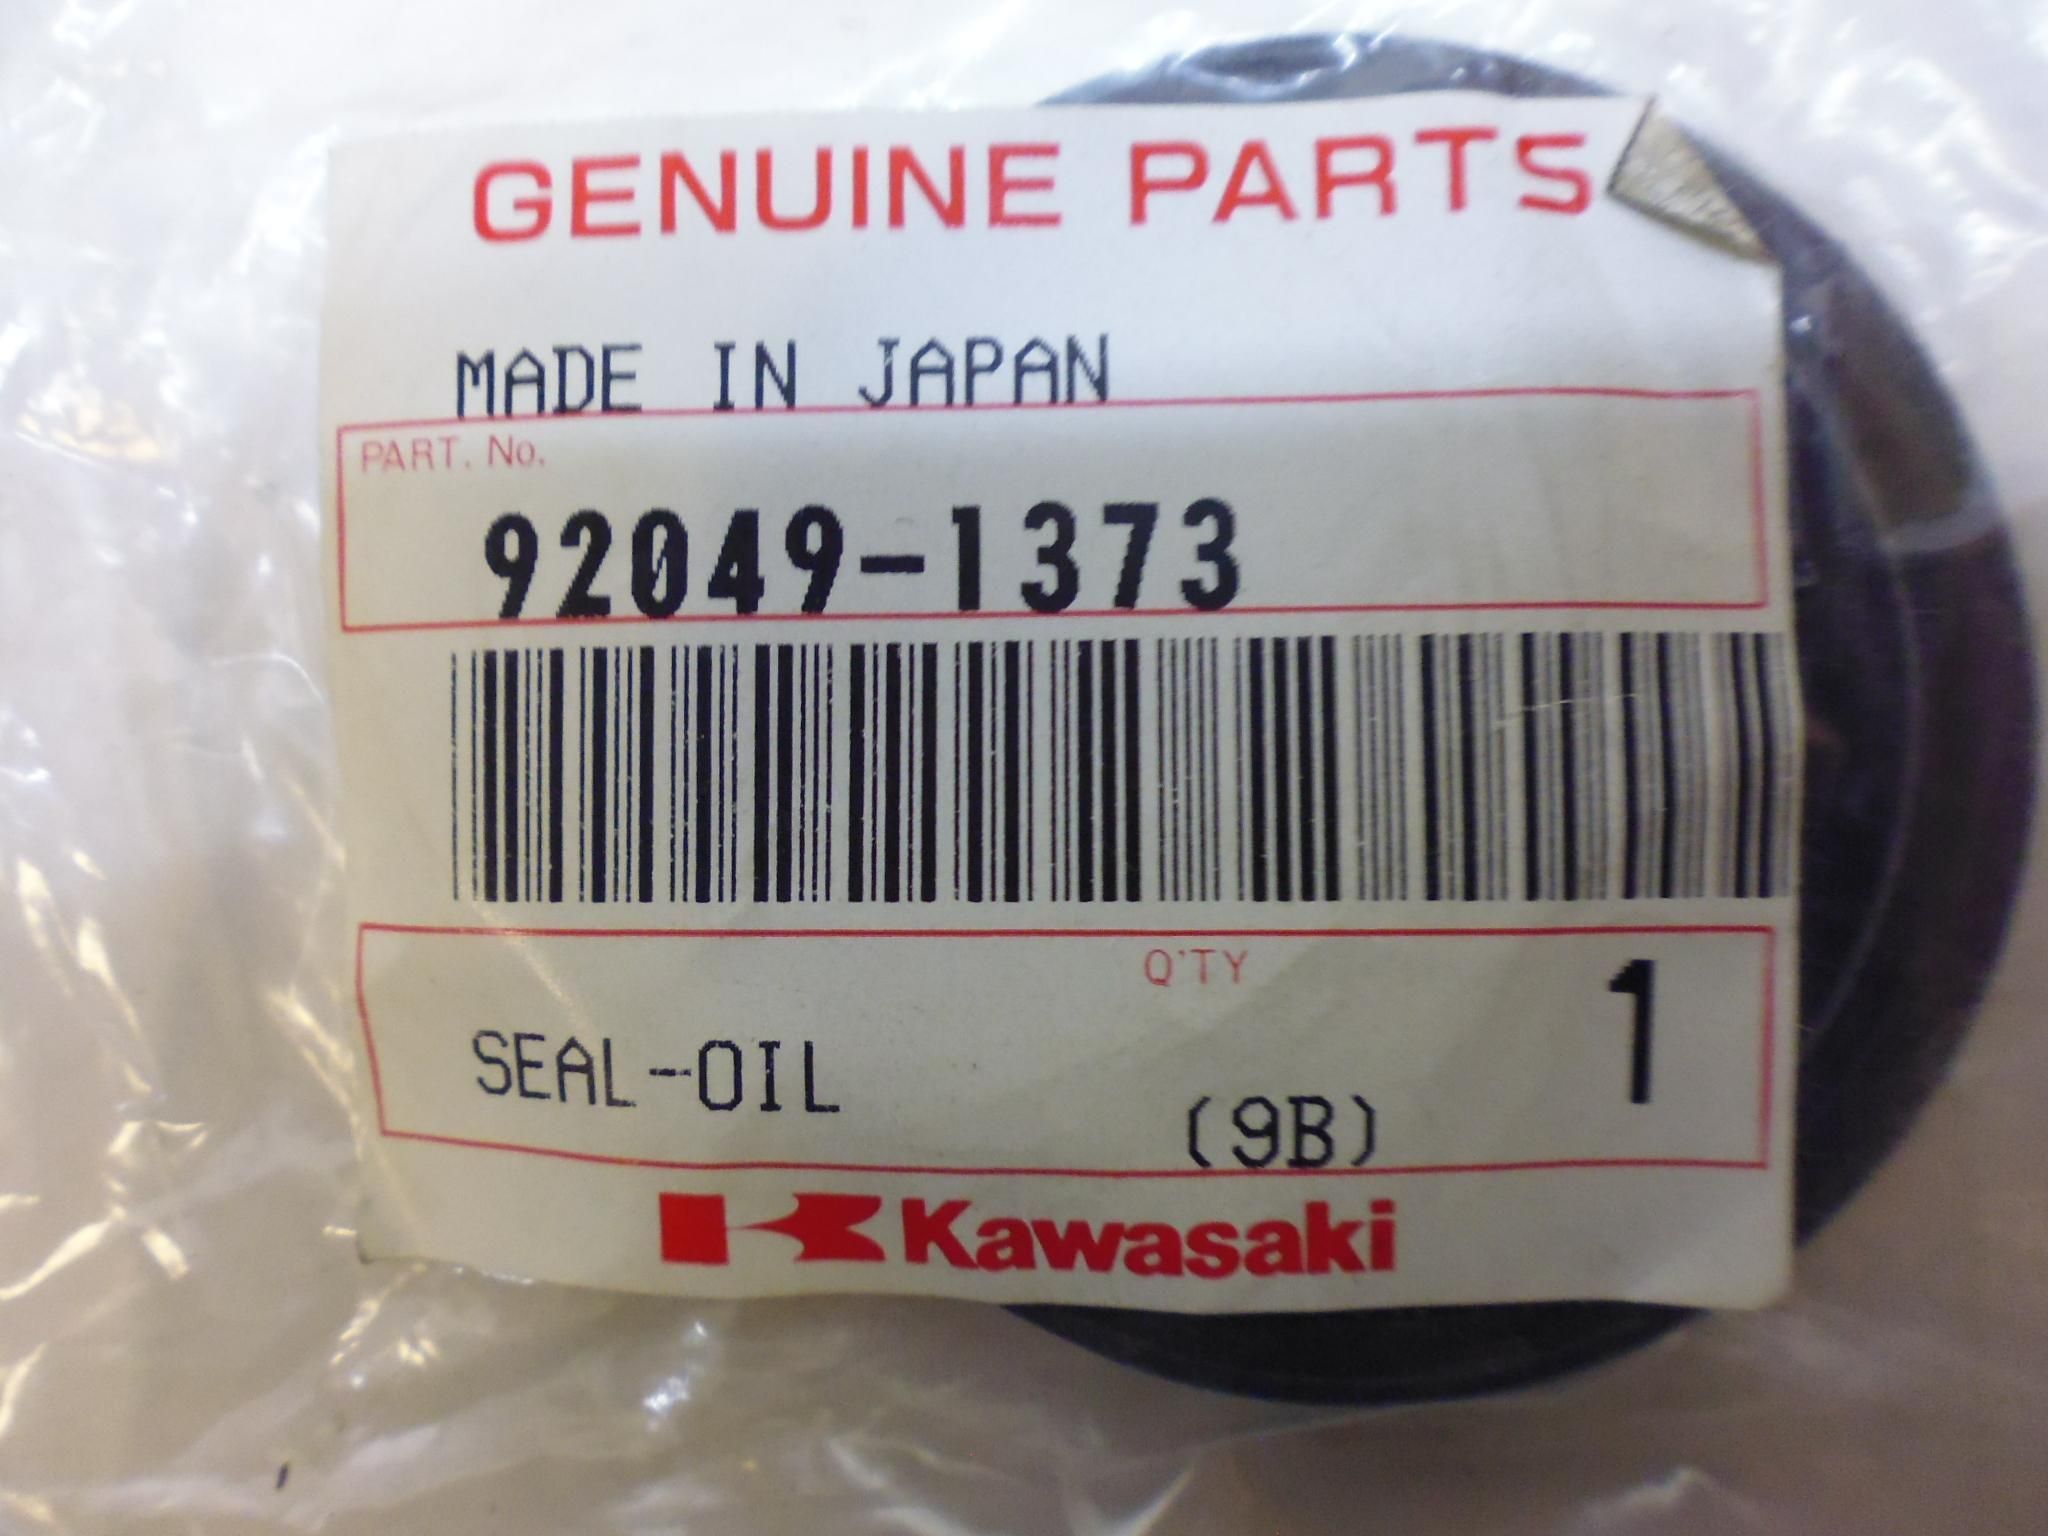 GENUINE PARTS
MADE IN JAPAN
PART. No.
92049-1373
Q'TY
1
SEAL-OIL
(9B)
Kawasaki